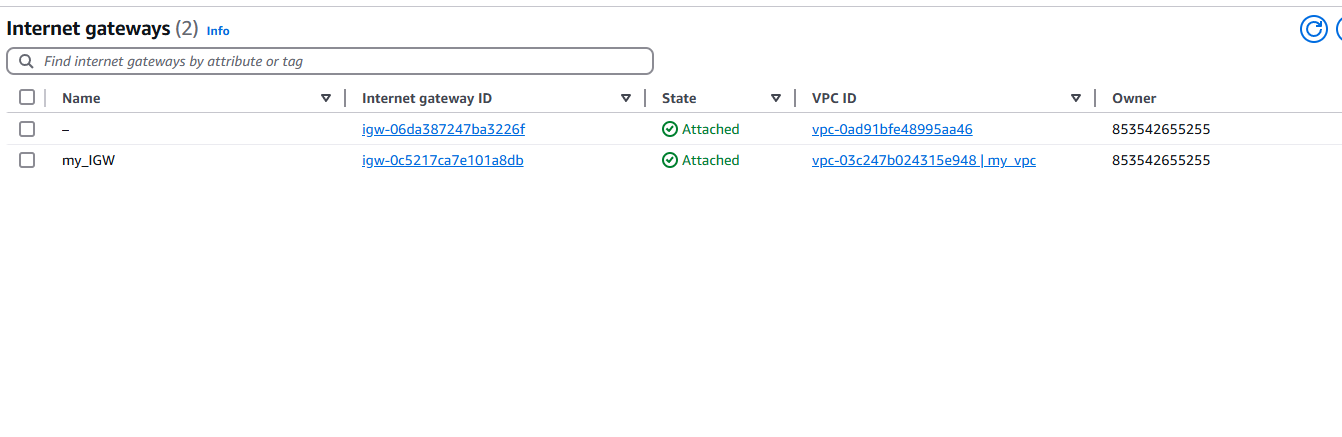 Internet gateways (2) Info
Find internet gateways by attribute or tag
Name Internet gateway ID State VPC ID Owner
– igw-06da387247ba3226f Attached vpc-0ad91bfe48995aa46 853542655255
my_IGW igw-0c5217ca7e101a8db Attached vpc-03c247b024315e948 | my_vpc 853542655255